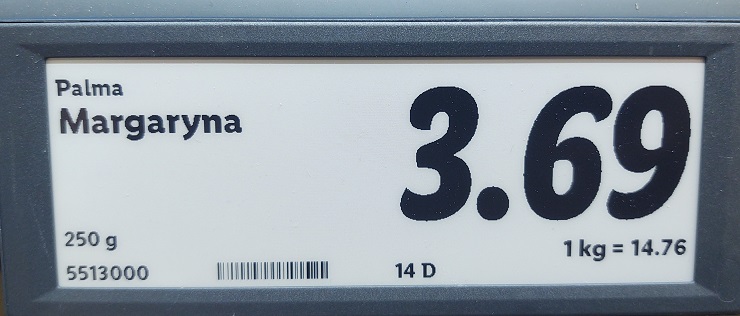 Palma
Margaryna
3.69
250 g
1 kg = 14.76
5513000
14 D